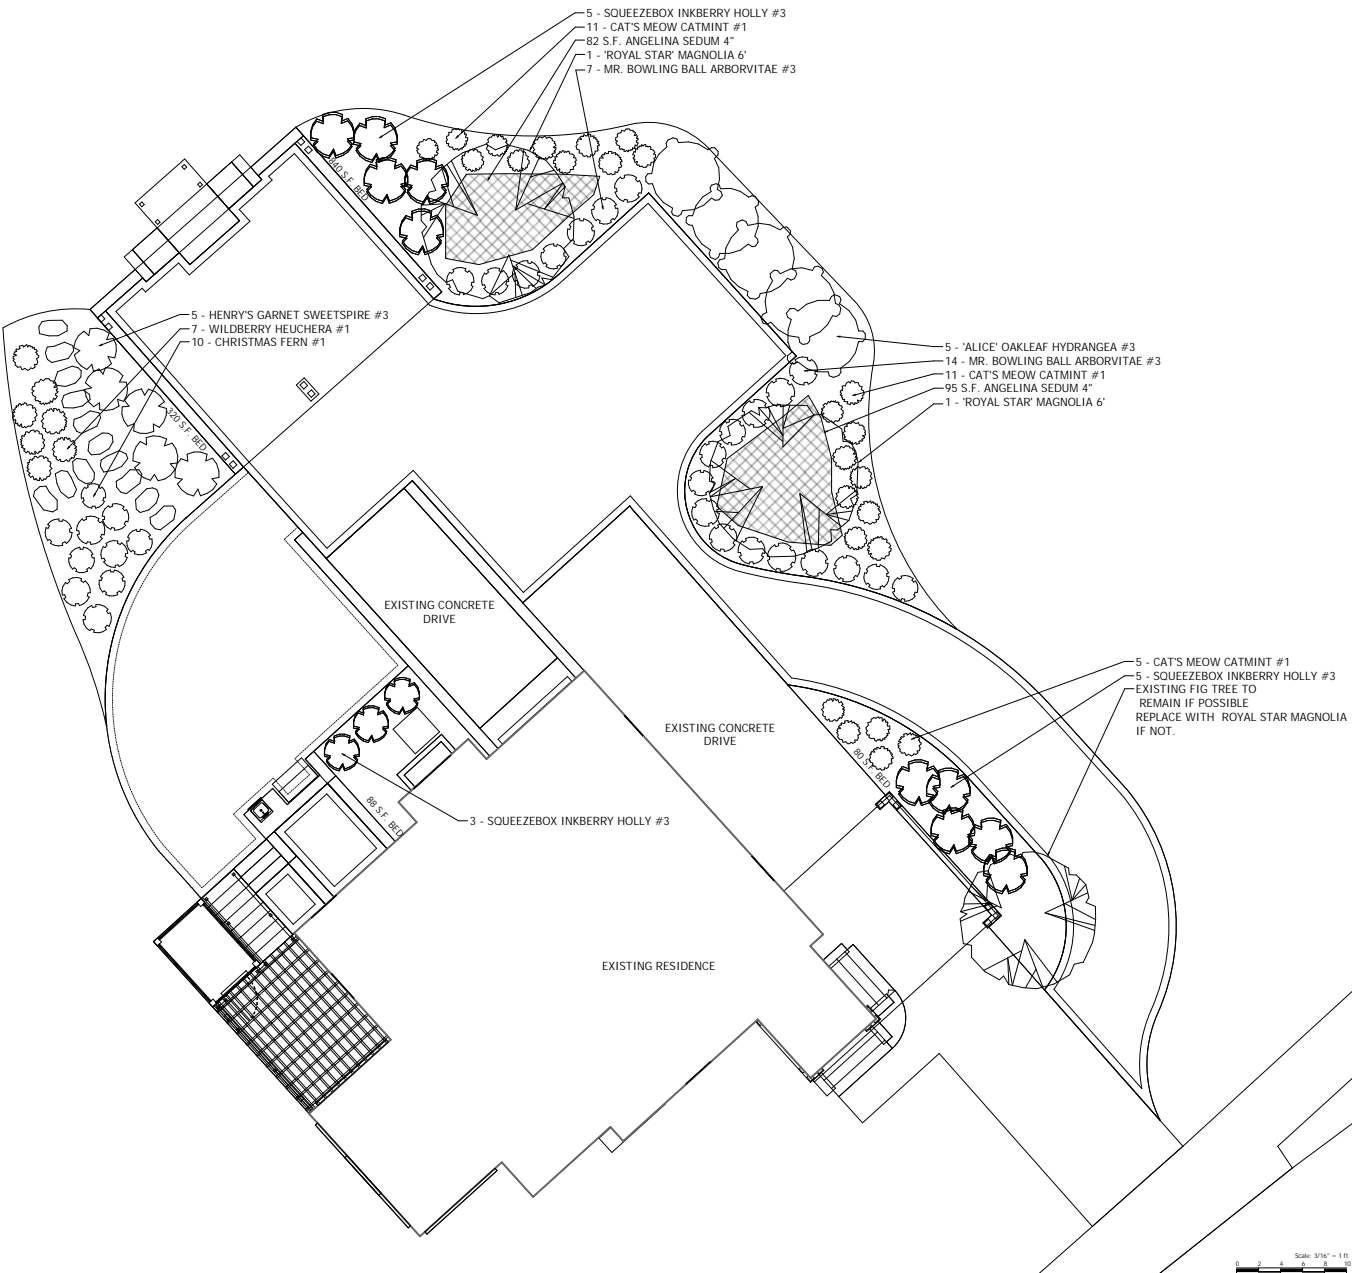 5 - SQUEEZEBOX INKBERRY HOLLY #3
11 - CAT'S MEOW CATMINT #1
82 S.F. ANGELINA SEDUM 4"
1 - 'ROYAL STAR' MAGNOLIA 6'
7 - MR. BOWLING BALL ARBORVITAE #3
840 S.F. BED
5 - HENRY'S GARNET SWEETSPIRE #3
7 - WILDBERRY HEUCHERA #1
10 - CHRISTMAS FERN #1
320 S.F. BED
5 - 'ALICE' OAKLEAF HYDRANGEA #3
14 - MR. BOWLING BALL ARBORVITAE #3
11 - CAT'S MEOW CATMINT #1
95 S.F. ANGELINA SEDUM 4"
1 - 'ROYAL STAR' MAGNOLIA 6'
EXISTING CONCRETE
DRIVE
5 - CAT'S MEOW CATMINT #1
5 - SQUEEZEBOX INKBERRY HOLLY #3
EXISTING FIG TREE TO
REMAIN IF POSSIBLE
REPLACE WITH ROYAL STAR MAGNOLIA
IF NOT.
EXISTING CONCRETE
DRIVE
80 S.F. BED
88 S.F. BED
3 - SQUEEZEBOX INKBERRY HOLLY #3
EXISTING RESIDENCE
Scale: 3/16" = 1 ft
0 2 4 6 8 10